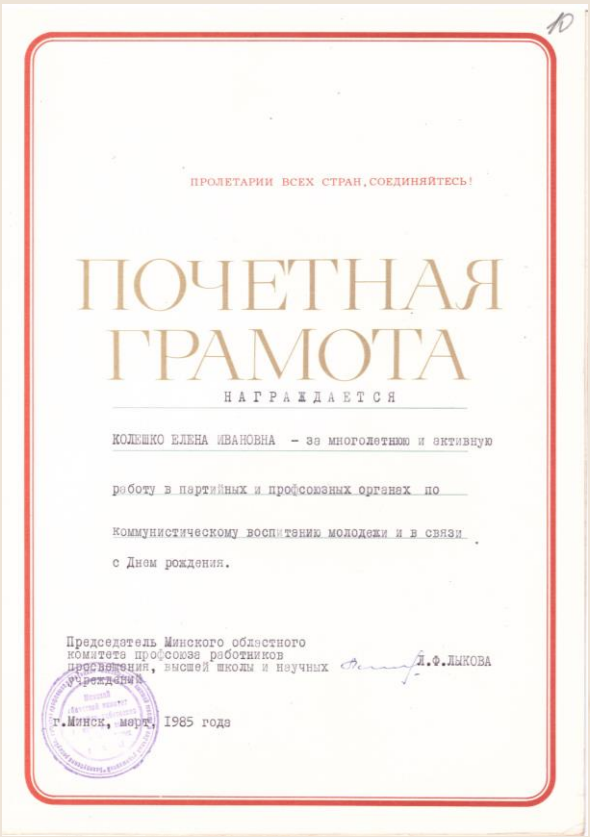 10
ПРОЛЕТАРИИ ВСЕХ СТРАН, СОЕДИНЯЙТЕСЬ!
ПОЧЕТНАЯ
ГРАМОТА
НАГРАЖДАЕТСЯ
КОЛЕШКО ЕЛЕНА ИВАНОВНА – за многолетнюю и активную
работу в партийных и профсоюзных органах по
коммунистическому воспитанию молодежи и в связи
с Днем рождения.
Председатель Минского областного
комитета профсоюза работников
просвещения, высшей школы и научных Л.Ф.ЛЫКОВА
учреждений
г.Минск, март, 1985 года